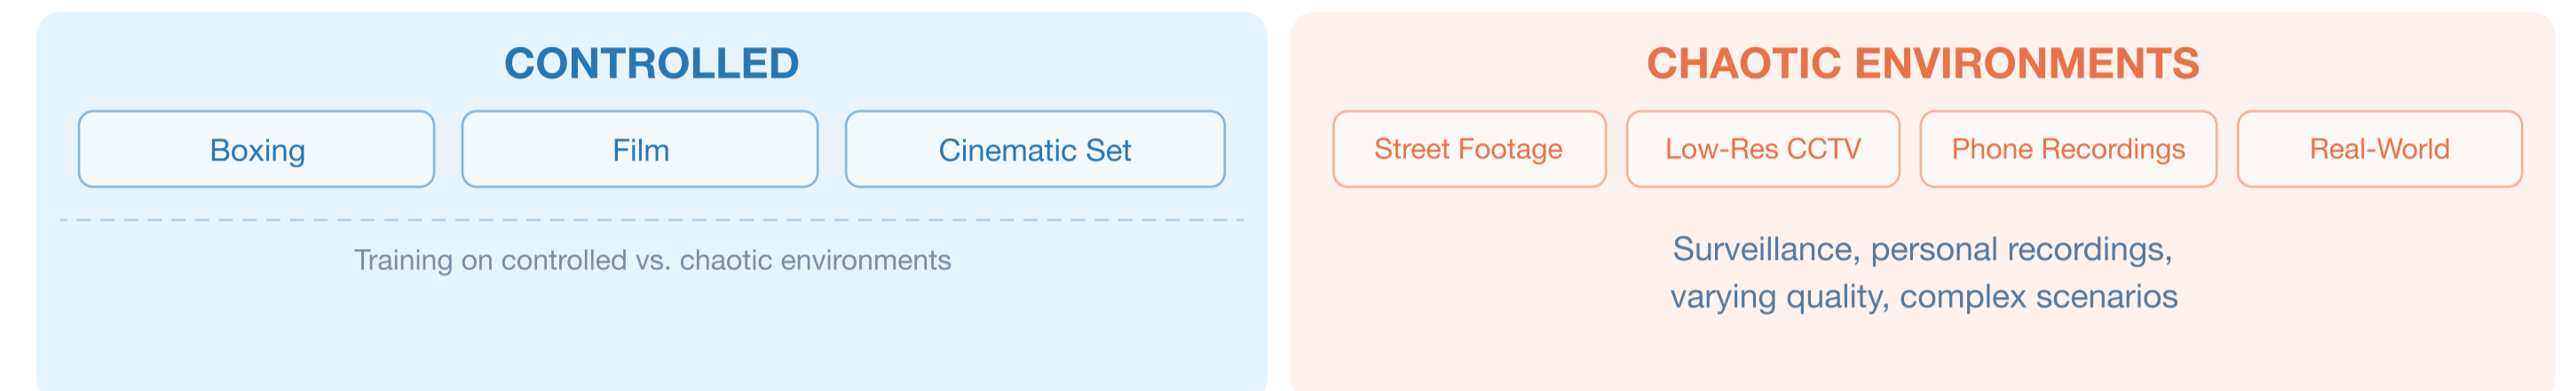 CONTROLLED
Boxing
Film
Cinematic Set
Training on controlled vs. chaotic environments
CHAOTIC ENVIRONMENTS
Street Footage
Low-Res CCTV
Phone Recordings
Real-World
Surveillance, personal recordings,
varying quality, complex scenarios